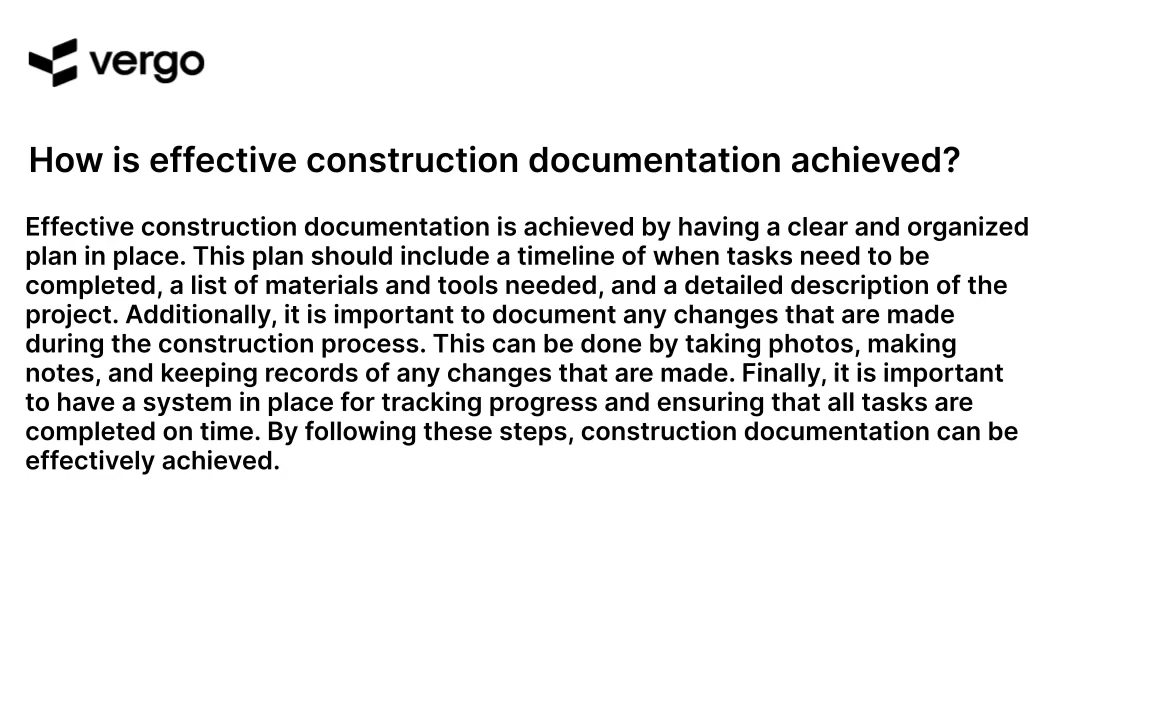 vergo
How is effective construction documentation achieved?
Effective construction documentation is achieved by having a clear and organized
plan in place. This plan should include a timeline of when tasks need to be
completed, a list of materials and tools needed, and a detailed description of the
project. Additionally, it is important to document any changes that are made
during the construction process. This can be done by taking photos, making
notes, and keeping records of any changes that are made. Finally, it is important
to have a system in place for tracking progress and ensuring that all tasks are
completed on time. By following these steps, construction documentation can be
effectively achieved.